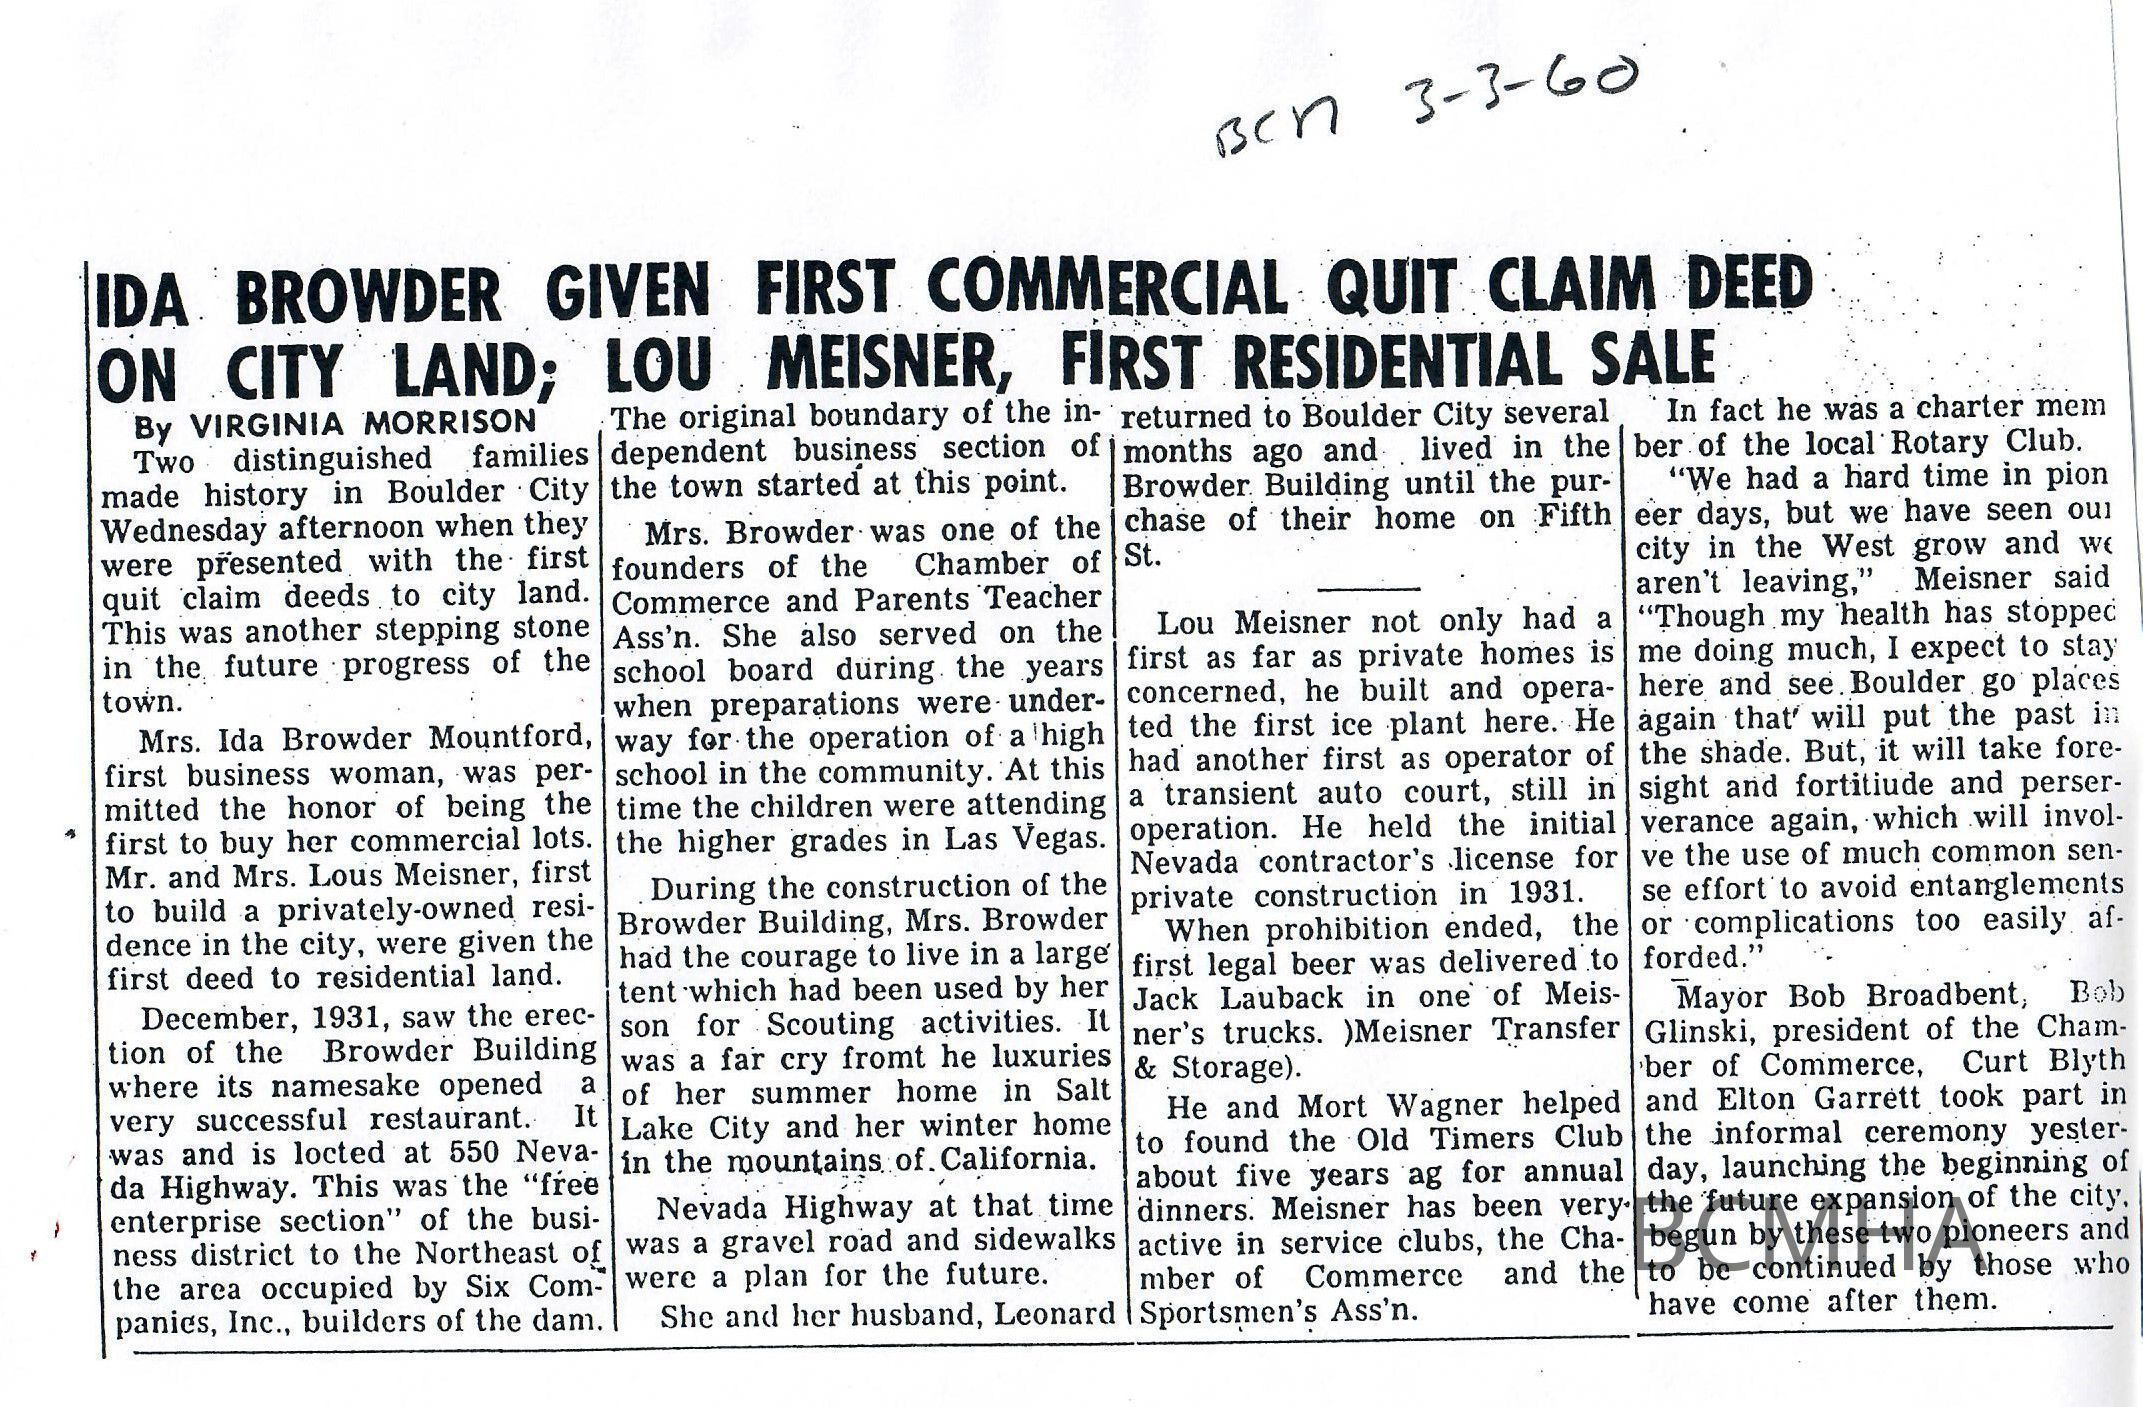 BCN 3-3-60
IDA BROWDER GIVEN FIRST COMMERCIAL QUIT CLAIM DEED
ON CITY LAND; LOU MEISNER, FIRST RESIDENTIAL SALE
By VIRGINIA MORRISON
Two distinguished families
made history in Boulder City
Wednesday afternoon when they
were presented with the first
quit claim deeds to city land.
This was another stepping stone
in the future progress of the
town.
Mrs. Ida Browder Mountford,
first business woman, was per-
mitted the honor of being the
first to buy her commercial lots.
Mr. and Mrs. Lous Meisner, first
to build a privately-owned resi-
dence in the city, were given the
first deed to residential land.
December, 1931, saw the erec-
tion of the Browder Building
where its namesake opened a
very successful restaurant. It
was and is locted at 550 Neva-
da Highway. This was the "free
enterprise section" of the busi-
ness district to the Northeast of
the area occupied by Six Com-
panies, Inc., builders of the dam.
The original boundary of the in-
dependent business section of
the town started at this point.
Mrs. Browder was one of the
founders of the Chamber of
Commerce and Parents Teacher
Ass'n. She also served on the
school board during the years
when preparations were under-
way for the operation of a high
school in the community. At this
time the children were attending
the higher grades in Las Vegas.
During the construction of the
Browder Building, Mrs. Browder
had the courage to live in a large
tent which had been used by her
son for Scouting activities. It
was a far cry fromt he luxuries
of her summer home in Salt
Lake City and her winter home
in the mountains of California.
Nevada Highway at that time
was a gravel road and sidewalks
were a plan for the future.
She and her husband, Leonard
returned to Boulder City several
months ago and lived in the
Browder Building until the pur-
chase of their home on Fifth
St.
Lou Meisner not only had a
first as far as private homes is
concerned, he built and opera-
ted the first ice plant here. He
had another first as operator of
a transient auto court, still in
operation. He held the initial
Nevada contractor's license for
private construction in 1931.
When prohibition ended, the
first legal beer was delivered to
Jack Lauback in one of Meis-
ner's trucks. )Meisner Transfer
& Storage).
He and Mort Wagner helped
to found the Old Timers Club
about five years ag for annual
dinners. Meisner has been very
active in service clubs, the Cha-
mber of Commerce and the
Sportsmen's Ass'n.
In fact he was a charter mem
ber of the local Rotary Club.
"We had a hard time in pion
eer days, but we have seen our
city in the West grow and we
aren't leaving," Meisner said
"Though my health has stopped
me doing much, I expect to stay
here and see Boulder go places
again that will put the past in
the shade. But, it will take fore-
sight and fortitiude and perser-
verance again, which will invol-
ve the use of much common sen-
se effort to avoid entanglements
or complications too easily af-
forded."
Mayor Bob Broadbent, Bob
Glinski, president of the Cham-
ber of Commerce, Curt Blyth
and Elton Garrett took part in
the informal ceremony yester-
day, launching the beginning of
the future expansion of the city,
begun by these two pioneers and
to be continued by those who
have come after them.
BCMHA